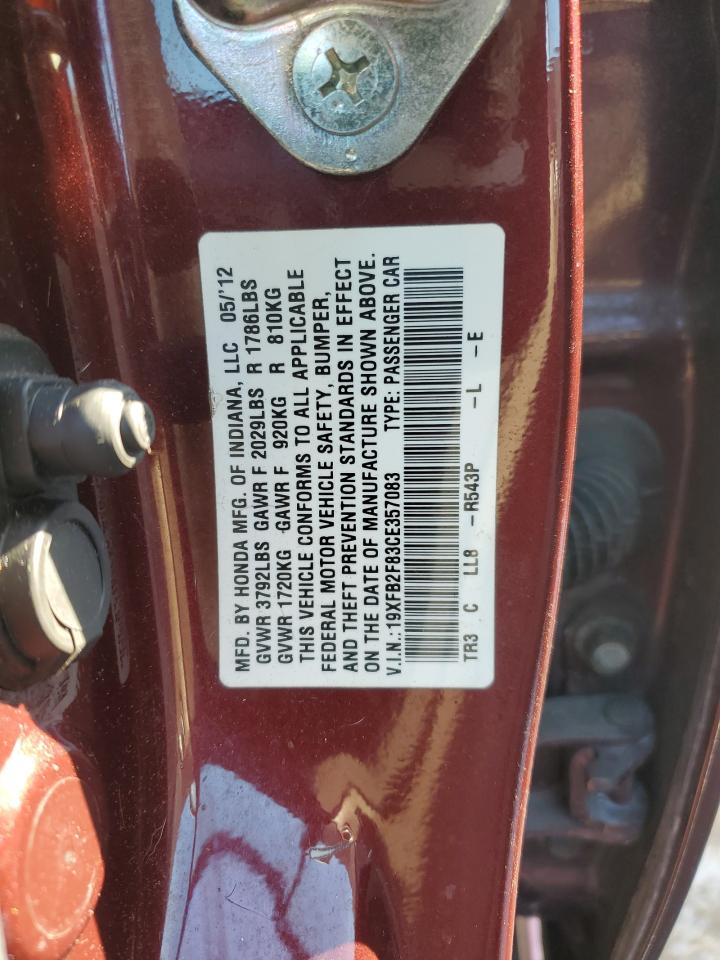 MFD. BY HONDA MFG. OF INDIANA, LLC 05/'12
GVWR 3792LBS GAWR F 2029LBS R 1786LBS
GVWR 1720KG GAWR F 920KG R 810KG
THIS VEHICLE CONFORMS TO ALL APPLICABLE
FEDERAL MOTOR VEHICLE SAFETY, BUMPER,
AND THEFT PREVENTION STANDARDS IN EFFECT
ON THE DATE OF MANUFACTURE SHOWN ABOVE.
V.I.N.:19XFB2F83CE357083 TYPE: PASSENGER CAR
TR3 C LL8 -R543P -L -E